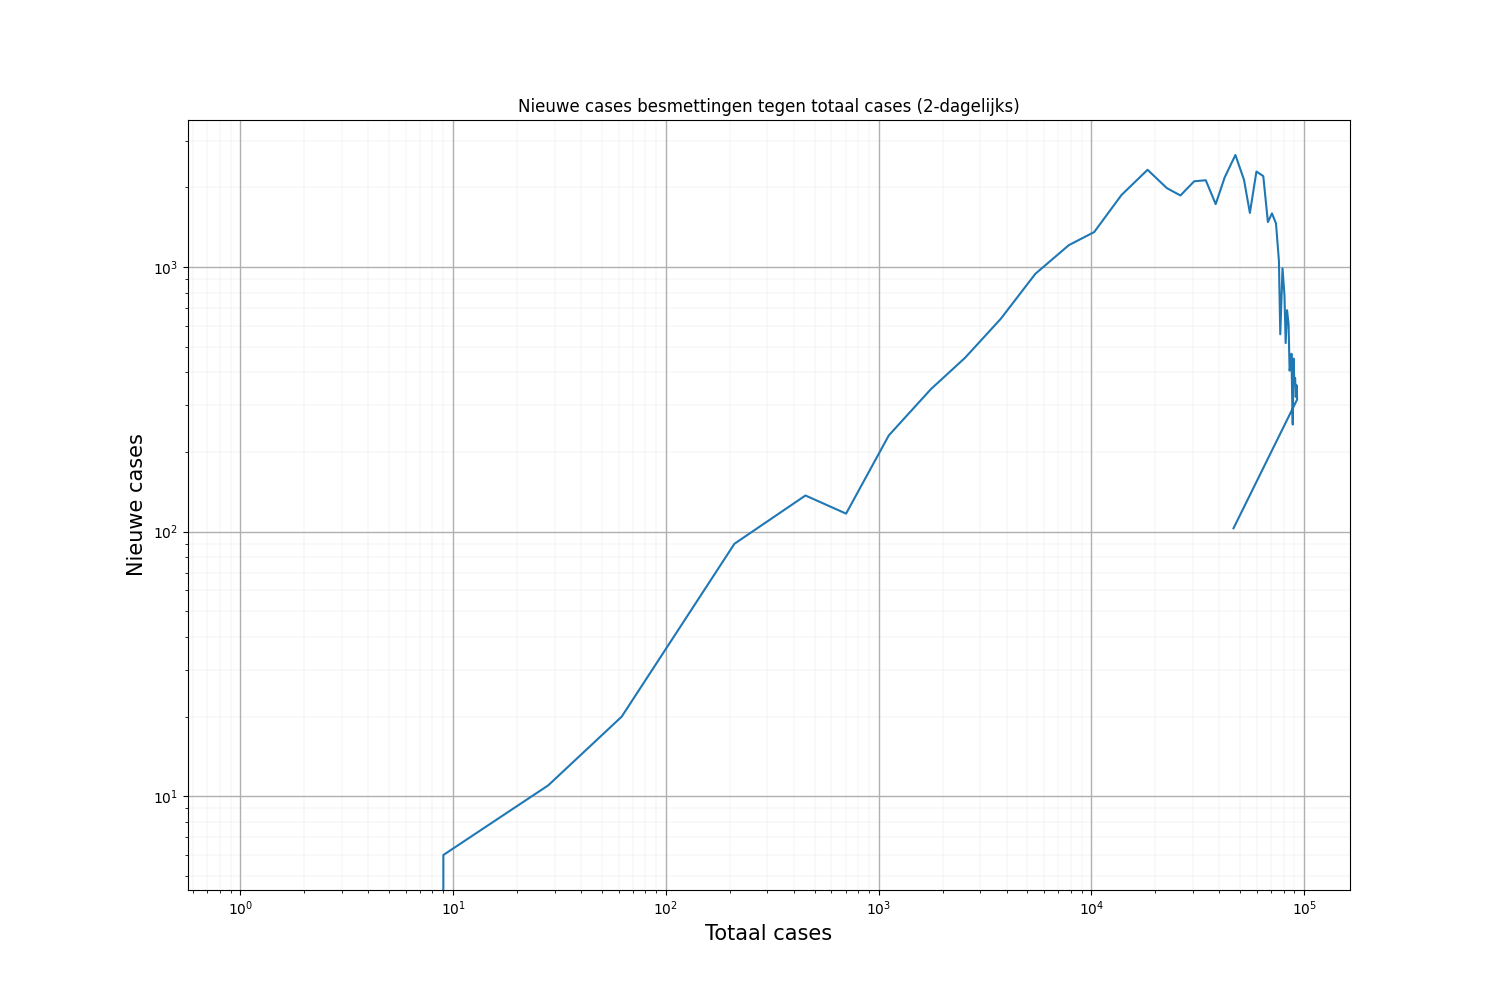 Nieuwe cases besmettingen tegen totaal cases (2-dagelijks)
Nieuwe cases
10³
10²
10¹
10⁰ 10¹ 10² 10³ 10⁴ 10⁵
Totaal cases